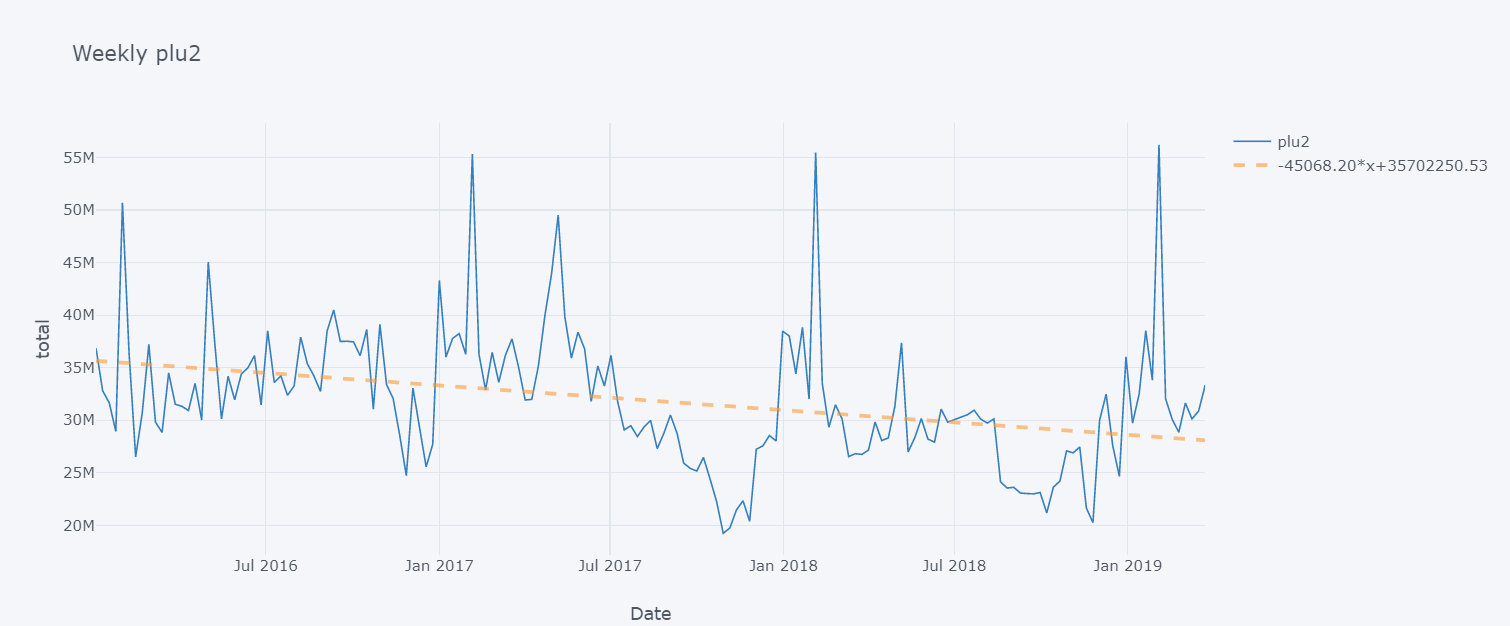 Weekly plu2
plu2
-45068.20*x+35702250.53
55M
50M
45M
40M
35M
30M
25M
20M
total
Jul 2016 Jan 2017 Jul 2017 Jan 2018 Jul 2018 Jan 2019
Date